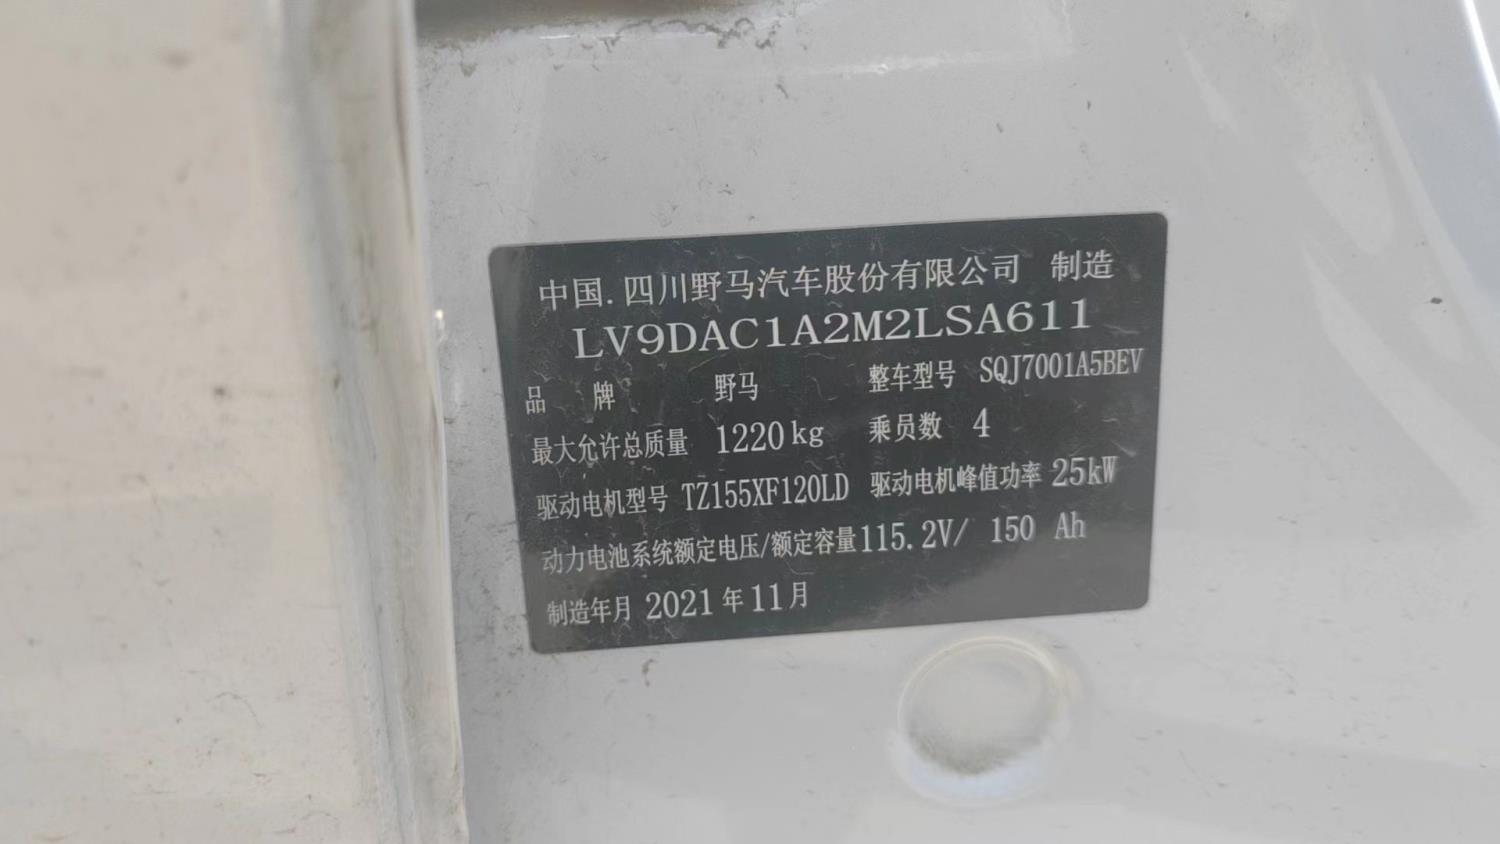 中国.四川野马汽车股份有限公司 制造
LV9DAC1A2M2LSA611
品 牌 野马 整车型号 SQJ7001A5BEV
最大允许总质量 1220kg 乘员数 4
驱动电机型号 TZ155XF120LD 驱动电机峰值功率 25kW
动力电池系统额定电压/额定容量115.2V/ 150 Ah
制造年月 2021年11月